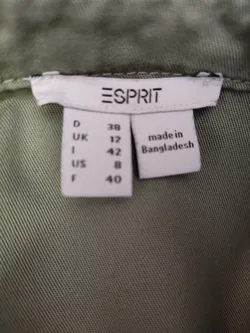 ESPRIT
D 38
UK 12
I 42
US 8
F 40
made in
Bangladesh